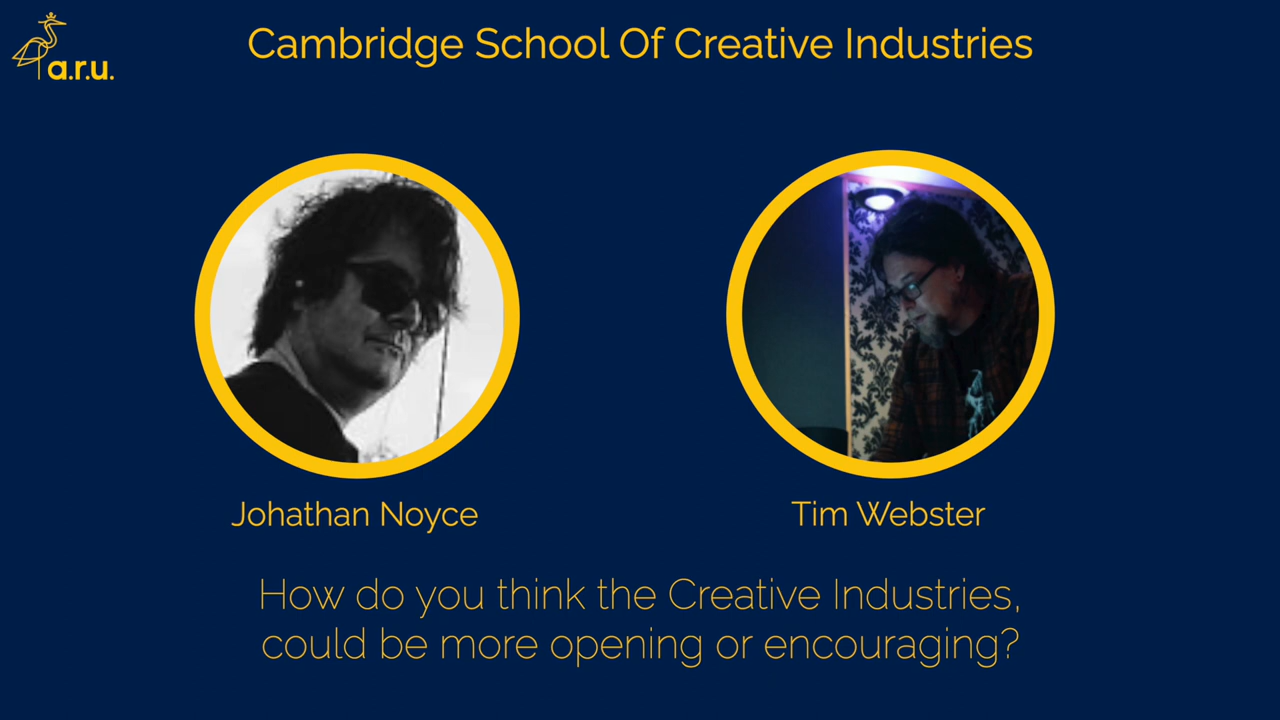 a.r.u.
Cambridge School Of Creative Industries
Johathan Noyce
Tim Webster
How do you think the Creative Industries,
could be more opening or encouraging?